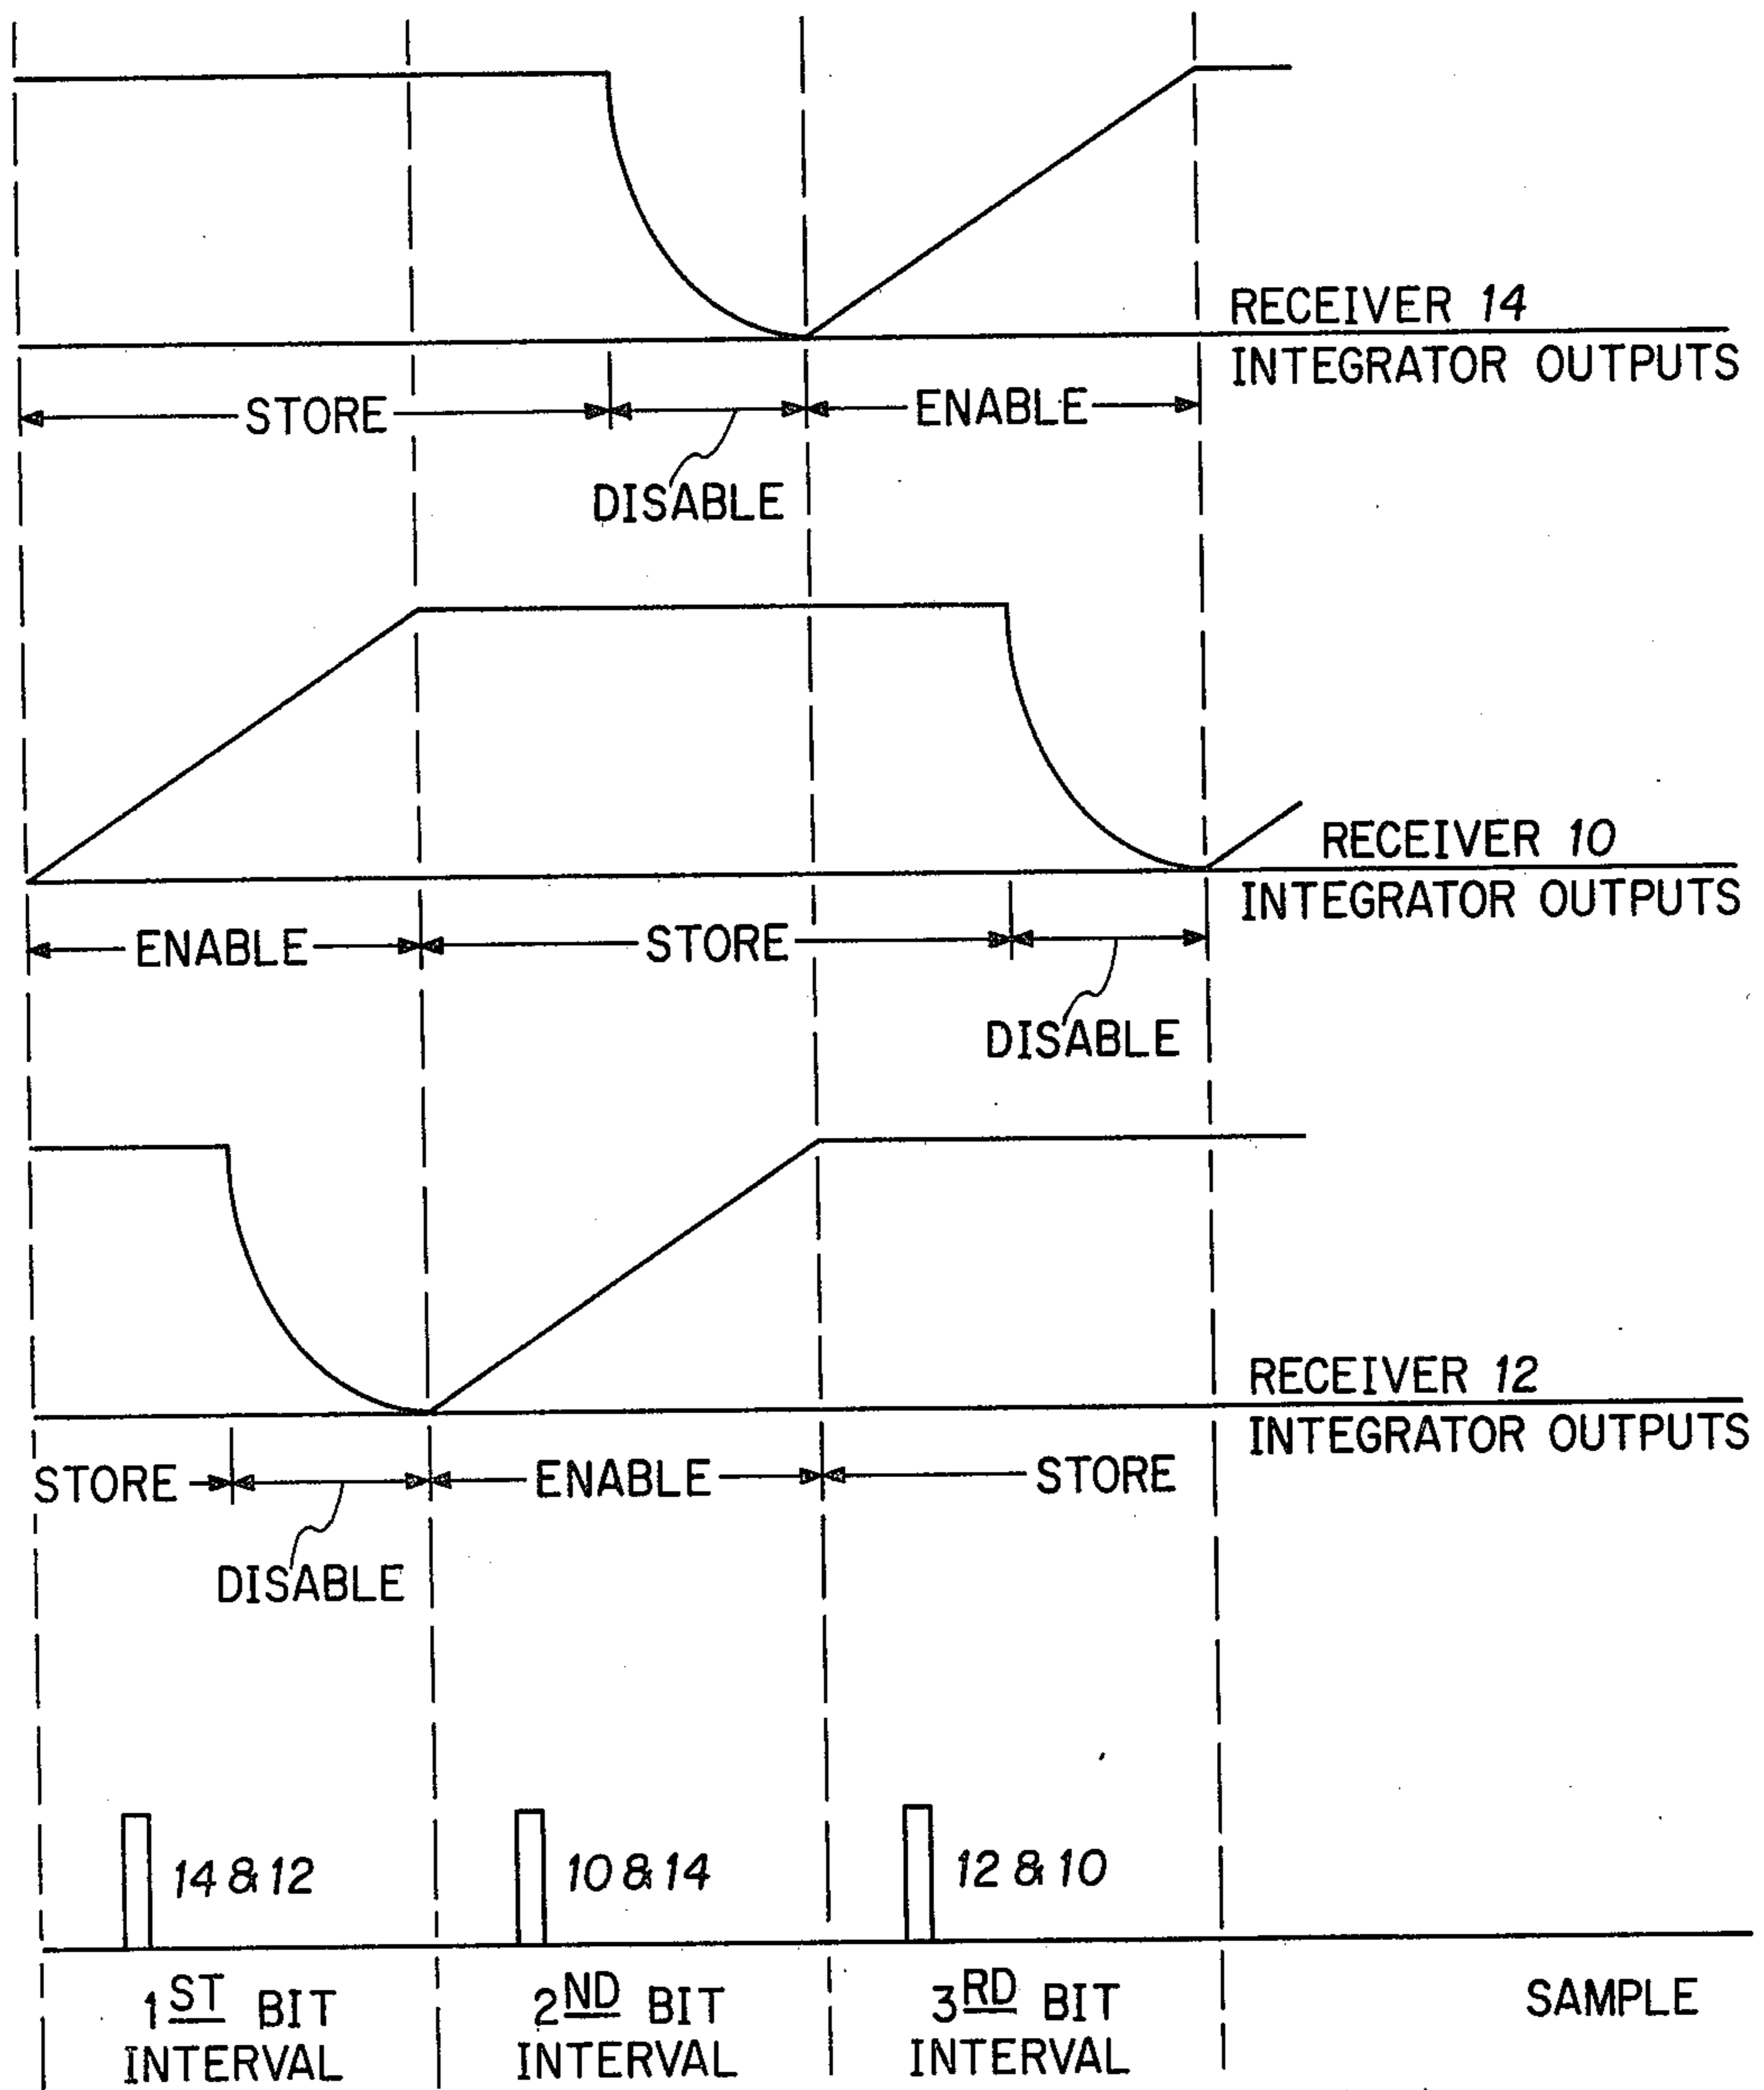 RECEIVER 14
INTEGRATOR OUTPUTS
STORE
ENABLE
DISABLE
RECEIVER 10
INTEGRATOR OUTPUTS
ENABLE
STORE
DISABLE
RECEIVER 12
INTEGRATOR OUTPUTS
STORE
ENABLE
STORE
DISABLE
14 & 12
10 & 14
12 & 10
1ST BIT
INTERVAL
2ND BIT
INTERVAL
3RD BIT
INTERVAL
SAMPLE